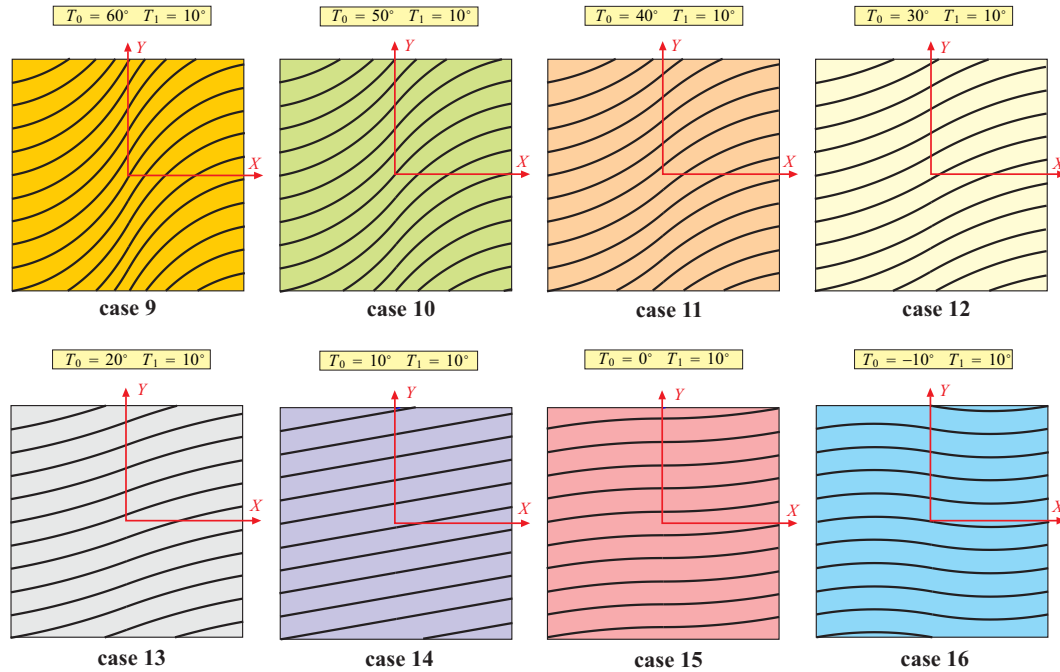 T0 = 60° T1 = 10°
T0 = 50° T1 = 10°
T0 = 40° T1 = 10°
T0 = 30° T1 = 10°
Y
Y
Y
Y
X
X
X
X
case 9
case 10
case 11
case 12
T0 = 20° T1 = 10°
T0 = 10° T1 = 10°
T0 = 0° T1 = 10°
T0 = −10° T1 = 10°
Y
Y
Y
Y
X
X
X
X
case 13
case 14
case 15
case 16